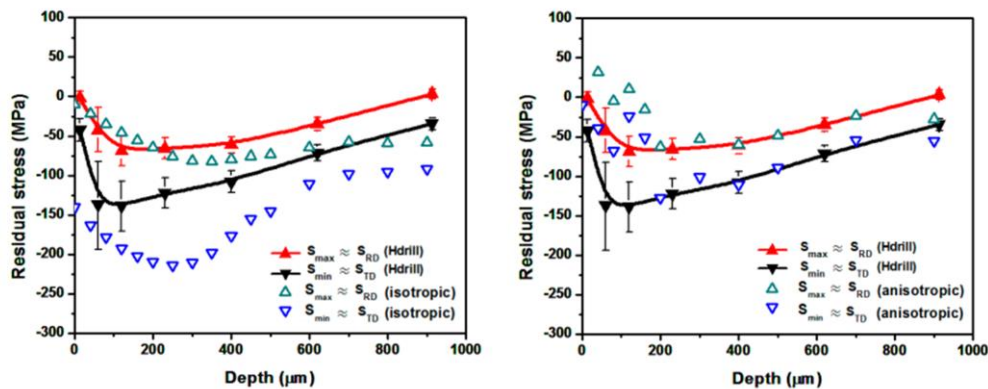 100
50
0
-50
-100
-150
-200
-250
-300
Residual stress (MPa)
0
200
400
600
800
1000
Depth (μm)
Smax ≈ SRD (Hdrill)
Smin ≈ STD (Hdrill)
Smax ≈ SRD (isotropic)
Smin ≈ STD (isotropic)
100
50
0
-50
-100
-150
-200
-250
-300
Residual stress (MPa)
0
200
400
600
800
1000
Depth (μm)
Smax ≈ SRD (Hdrill)
Smin ≈ STD (Hdrill)
Smax ≈ SRD (anisotropic)
Smin ≈ STD (anisotropic)